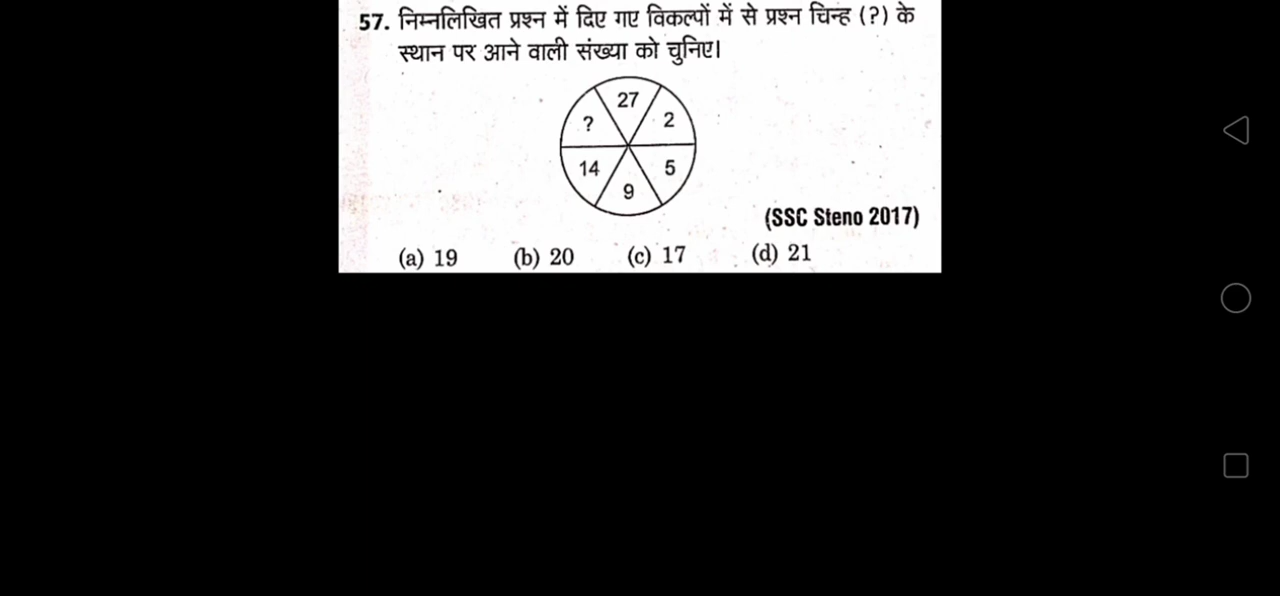 57. निम्नलिखित प्रश्न में दिए गए विकल्पों में से प्रश्न चिन्ह (?) के
स्थान पर आने वाली संख्या को चुनिए।
27
? 2
14 5
9
(SSC Steno 2017)
(a) 19 (b) 20 (c) 17 (d) 21